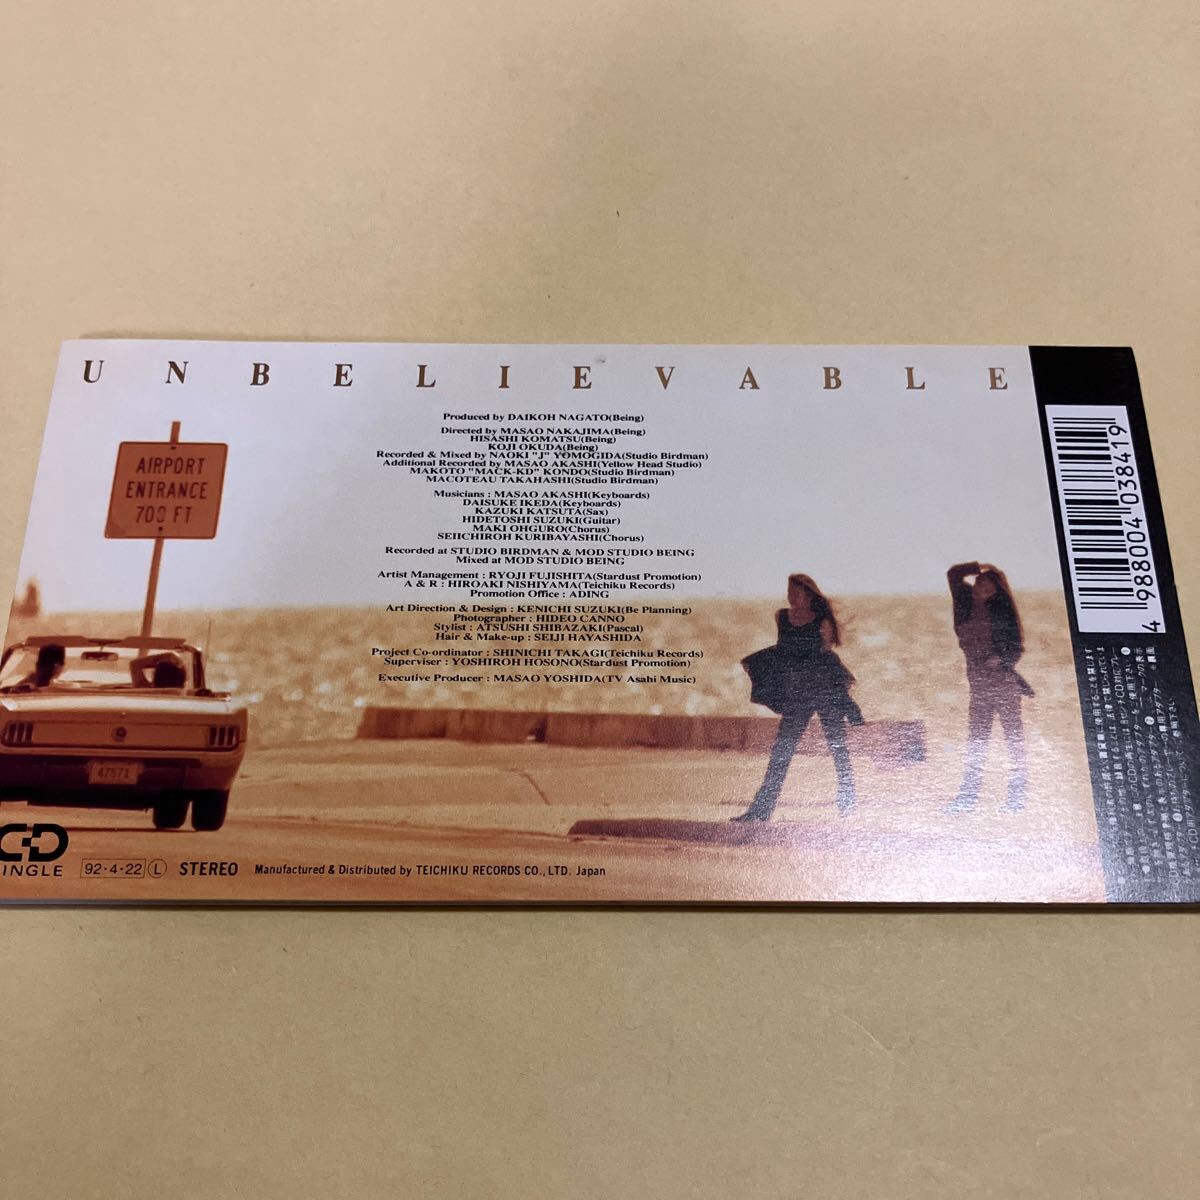 UNBELIEVABLE
AIRPORT
ENTRANCE
700 FT
Produced by DAIKOH NAGATO(Being)
Directed by MASAO NAKAJIMA(Being)
HISASHI KOMATSU(Being)
KOJI OKUDA(Being)
Recorded & Mixed by NAOKI "J" YOMOGIDA(Studio Birdman)
Additional Recorded by MASAO AKASHI(Yellow Head Studio)
MAKOTO "MACK-KD" KONDO(Studio Birdman)
MACOTEAU TAKAHASHI(Studio Birdman)
Musicians : MASAO AKASHI(Keyboards)
DAISUKE IKEDA(Keyboards)
KAZUKI KATSUTA(Sax)
HIDETOSHI SUZUKI(Guitar)
MAKI OHGURO(Chorus)
SEIICHIROH KURIBAYASHI(Chorus)
Recorded at STUDIO BIRDMAN & MOD STUDIO BEING
Mixed at MOD STUDIO BEING
Artist Management : RYOJI FUJISHITA(Stardust Promotion)
A & R : HIROAKI NISHIYAMA(Teichiku Records)
Promotion Office : ADING
Art Direction & Design : KENICHI SUZUKI(Be Planning)
Photographer : HIDEO CANNO
Stylist : ATSUSHI SHIBAZAKI(Pascal)
Hair & Make-up : SEIJI HAYASHIDA
Project Co-ordinator : SHINICHI TAKAGI(Teichiku Records)
Superviser : YOSHIROH HOSONO(Stardust Promotion)
Executive Producer : MASAO YOSHIDA(TV Asahi Music)
47571
CD
INGLE
92・4・22 L STEREO Manufactured & Distributed by TEICHIKU RECORDS CO., LTD. Japan
4 988004 038419